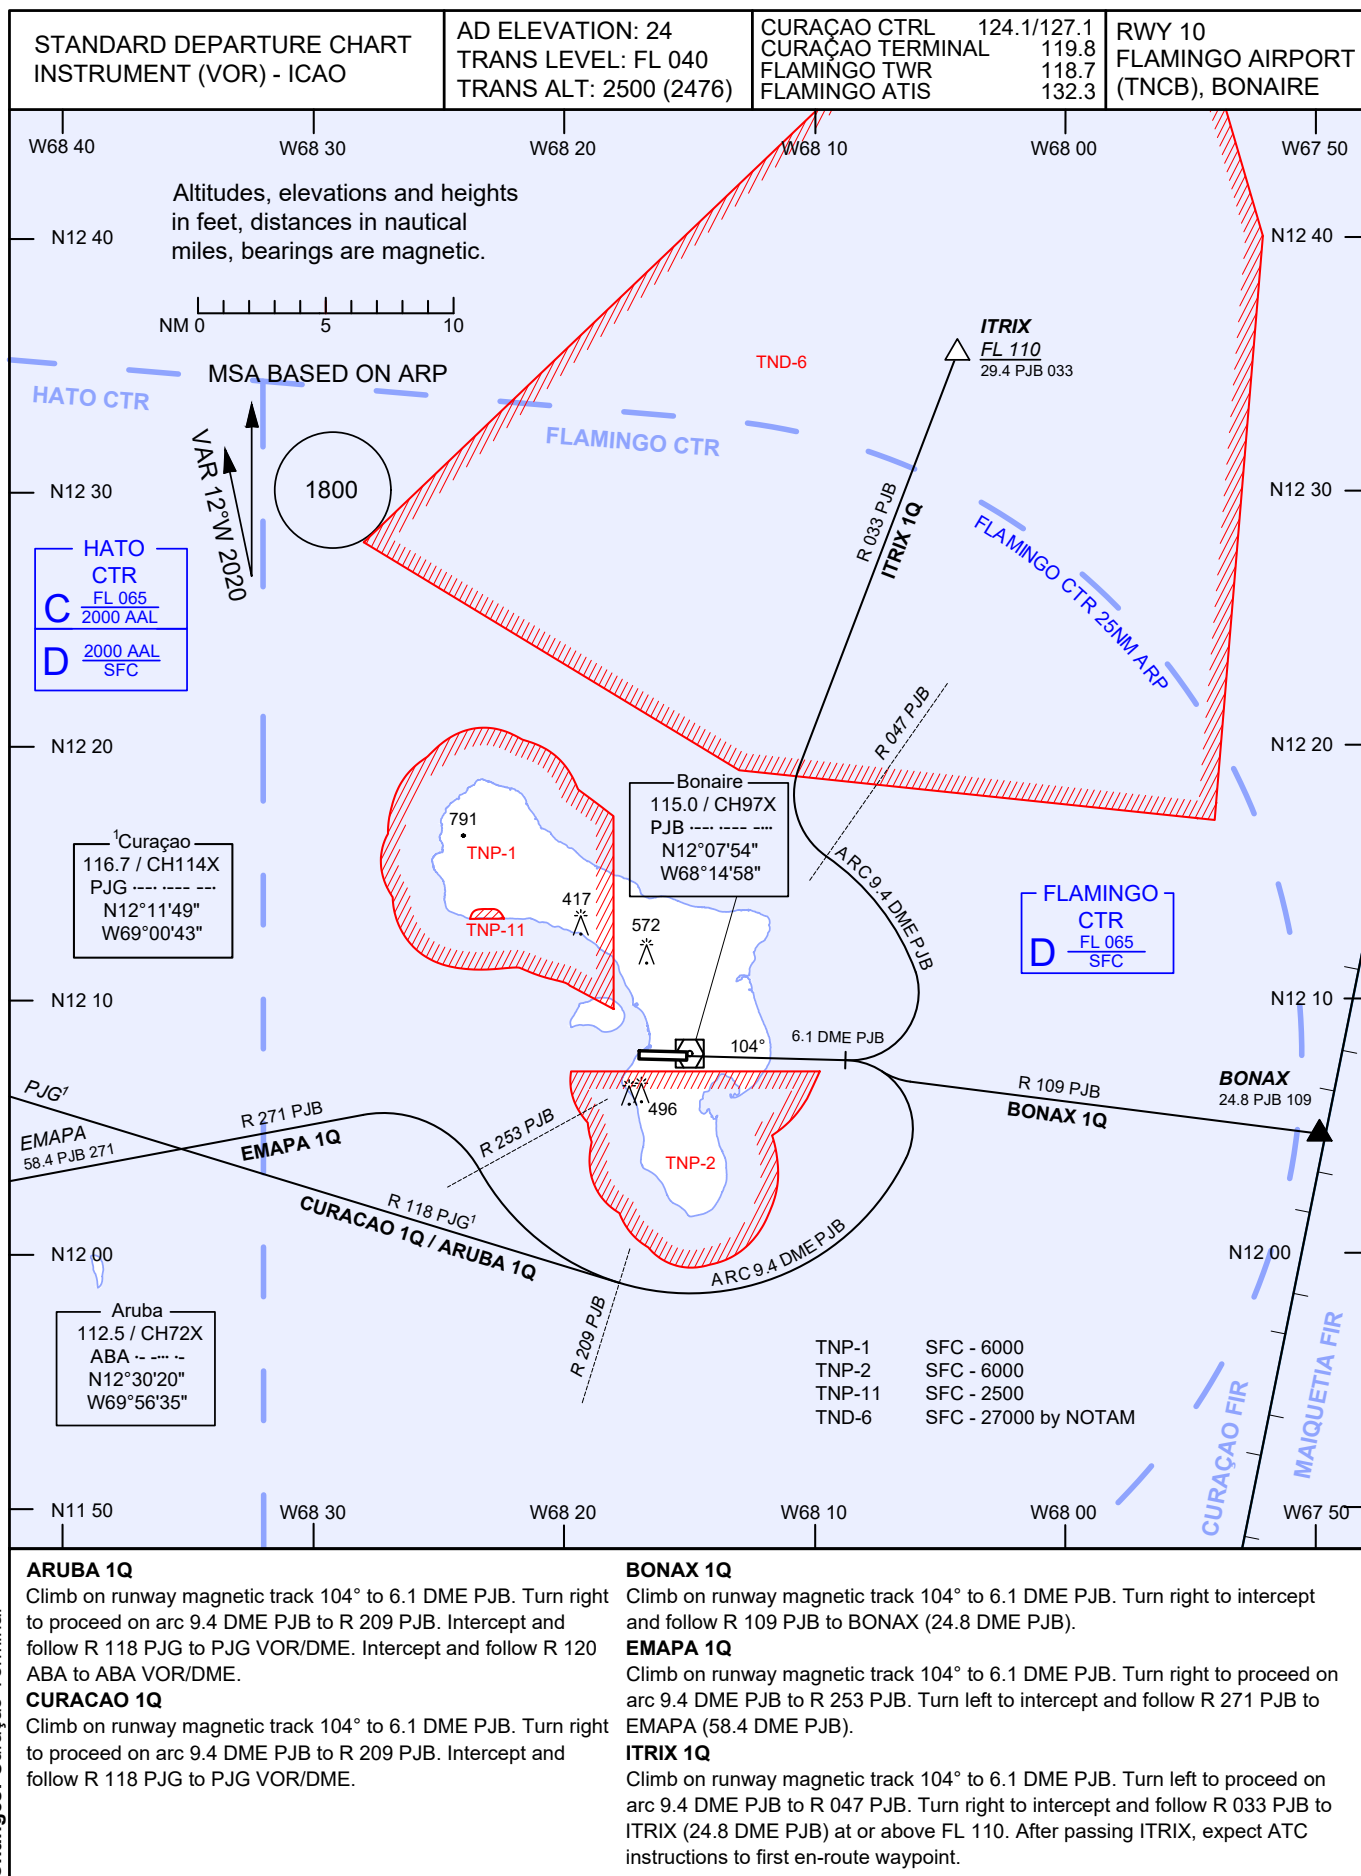 STANDARD DEPARTURE CHART
INSTRUMENT (VOR) - ICAO
AD ELEVATION: 24
TRANS LEVEL: FL 040
TRANS ALT: 2500 (2476)
CURAÇAO CTRL 124.1/127.1
CURAÇAO TERMINAL 119.8
FLAMINGO TWR 118.7
FLAMINGO ATIS 132.3
RWY 10
FLAMINGO AIRPORT
(TNCB), BONAIRE
W68 40
W68 30
W68 20
W68 10
W68 00
W67 50
Altitudes, elevations and heights
in feet, distances in nautical
miles, bearings are magnetic.
N12 40
N12 40
NM 0 5 10
MSA BASED ON ARP
ITRIX
FL 110
29.4 PJB 033
TND-6
HATO CTR
FLAMINGO CTR
VAR 12°W 2020
1800
N12 30
N12 30
R 033 PJB
ITRIX 1Q
FLAMINGO CTR 25NM ARP
HATO
CTR
C FL 065
2000 AAL
D 2000 AAL
SFC
R 047 PJB
N12 20
N12 20
Bonaire
115.0 / CH97X
PJB ·--· ·--- -···
N12°07'54"
W68°14'58"
791
TNP-1
¹Curaçao
116.7 / CH114X
PJG ·--· ·--- --·
N12°11'49"
W69°00'43"
417
TNP-11
572
ARC 9.4 DME PJB
FLAMINGO
CTR
D FL 065
SFC
N12 10
N12 10
104°
6.1 DME PJB
PJG¹
EMAPA
58.4 PJB 271
R 271 PJB
EMAPA 1Q
R 253 PJB
496
TNP-2
R 109 PJB
BONAX 1Q
BONAX
24.8 PJB 109
R 118 PJG¹
CURACAO 1Q / ARUBA 1Q
ARC 9.4 DME PJB
N12 00
N12 00
R 209 PJB
Aruba
112.5 / CH72X
ABA ·- -··· ·-
N12°30'20"
W69°56'35"
TNP-1 SFC - 6000
TNP-2 SFC - 6000
TNP-11 SFC - 2500
TND-6 SFC - 27000 by NOTAM
CURAÇAO FIR
MAIQUETIA FIR
N11 50
W68 30
W68 20
W68 10
W68 00
W67 50
ARUBA 1Q
Climb on runway magnetic track 104° to 6.1 DME PJB. Turn right
to proceed on arc 9.4 DME PJB to R 209 PJB. Intercept and
follow R 118 PJG to PJG VOR/DME. Intercept and follow R 120
ABA to ABA VOR/DME.
CURACAO 1Q
Climb on runway magnetic track 104° to 6.1 DME PJB. Turn right
to proceed on arc 9.4 DME PJB to R 209 PJB. Intercept and
follow R 118 PJG to PJG VOR/DME.
BONAX 1Q
Climb on runway magnetic track 104° to 6.1 DME PJB. Turn right to intercept
and follow R 109 PJB to BONAX (24.8 DME PJB).
EMAPA 1Q
Climb on runway magnetic track 104° to 6.1 DME PJB. Turn right to proceed on
arc 9.4 DME PJB to R 253 PJB. Turn left to intercept and follow R 271 PJB to
EMAPA (58.4 DME PJB).
ITRIX 1Q
Climb on runway magnetic track 104° to 6.1 DME PJB. Turn left to proceed on
arc 9.4 DME PJB to R 047 PJB. Turn right to intercept and follow R 033 PJB to
ITRIX (24.8 DME PJB) at or above FL 110. After passing ITRIX, expect ATC
instructions to first en-route waypoint.